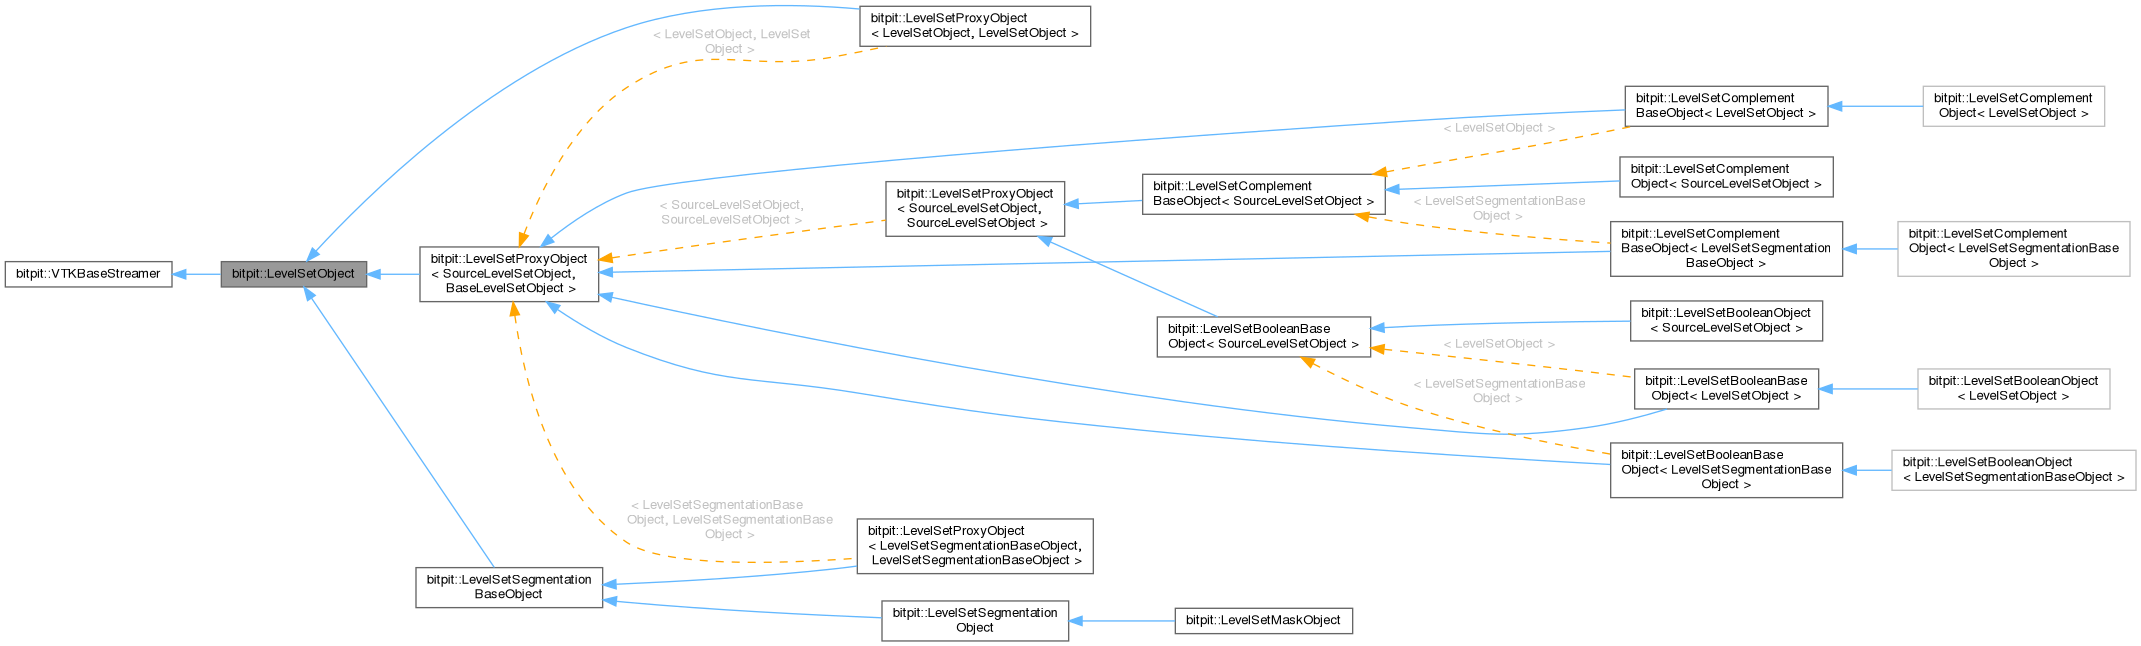 bitpit::VTKBaseStreamer
bitpit::LevelSetObject
bitpit::LevelSetProxyObject
< LevelSetObject, LevelSetObject >
< LevelSetObject, LevelSet
Object >
bitpit::LevelSetProxyObject
< SourceLevelSetObject,
BaseLevelSetObject >
< SourceLevelSetObject,
SourceLevelSetObject >
bitpit::LevelSetProxyObject
< SourceLevelSetObject,
SourceLevelSetObject >
bitpit::LevelSetComplement
BaseObject< SourceLevelSetObject >
< LevelSetObject >
bitpit::LevelSetComplement
BaseObject< LevelSetObject >
bitpit::LevelSetComplement
Object< LevelSetObject >
bitpit::LevelSetComplement
Object< SourceLevelSetObject >
< LevelSetSegmentationBase
Object >
bitpit::LevelSetComplement
BaseObject< LevelSetSegmentation
BaseObject >
bitpit::LevelSetComplement
Object< LevelSetSegmentationBase
Object >
bitpit::LevelSetBooleanBase
Object< SourceLevelSetObject >
bitpit::LevelSetBooleanObject
< SourceLevelSetObject >
< LevelSetObject >
bitpit::LevelSetBooleanBase
Object< LevelSetObject >
bitpit::LevelSetBooleanObject
< LevelSetObject >
< LevelSetSegmentationBase
Object >
bitpit::LevelSetBooleanBase
Object< LevelSetSegmentationBase
Object >
bitpit::LevelSetBooleanObject
< LevelSetSegmentationBaseObject >
< LevelSetSegmentationBase
Object, LevelSetSegmentationBase
Object >
bitpit::LevelSetProxyObject
< LevelSetSegmentationBaseObject,
LevelSetSegmentationBaseObject >
bitpit::LevelSetSegmentation
BaseObject
bitpit::LevelSetSegmentation
Object
bitpit::LevelSetMaskObject